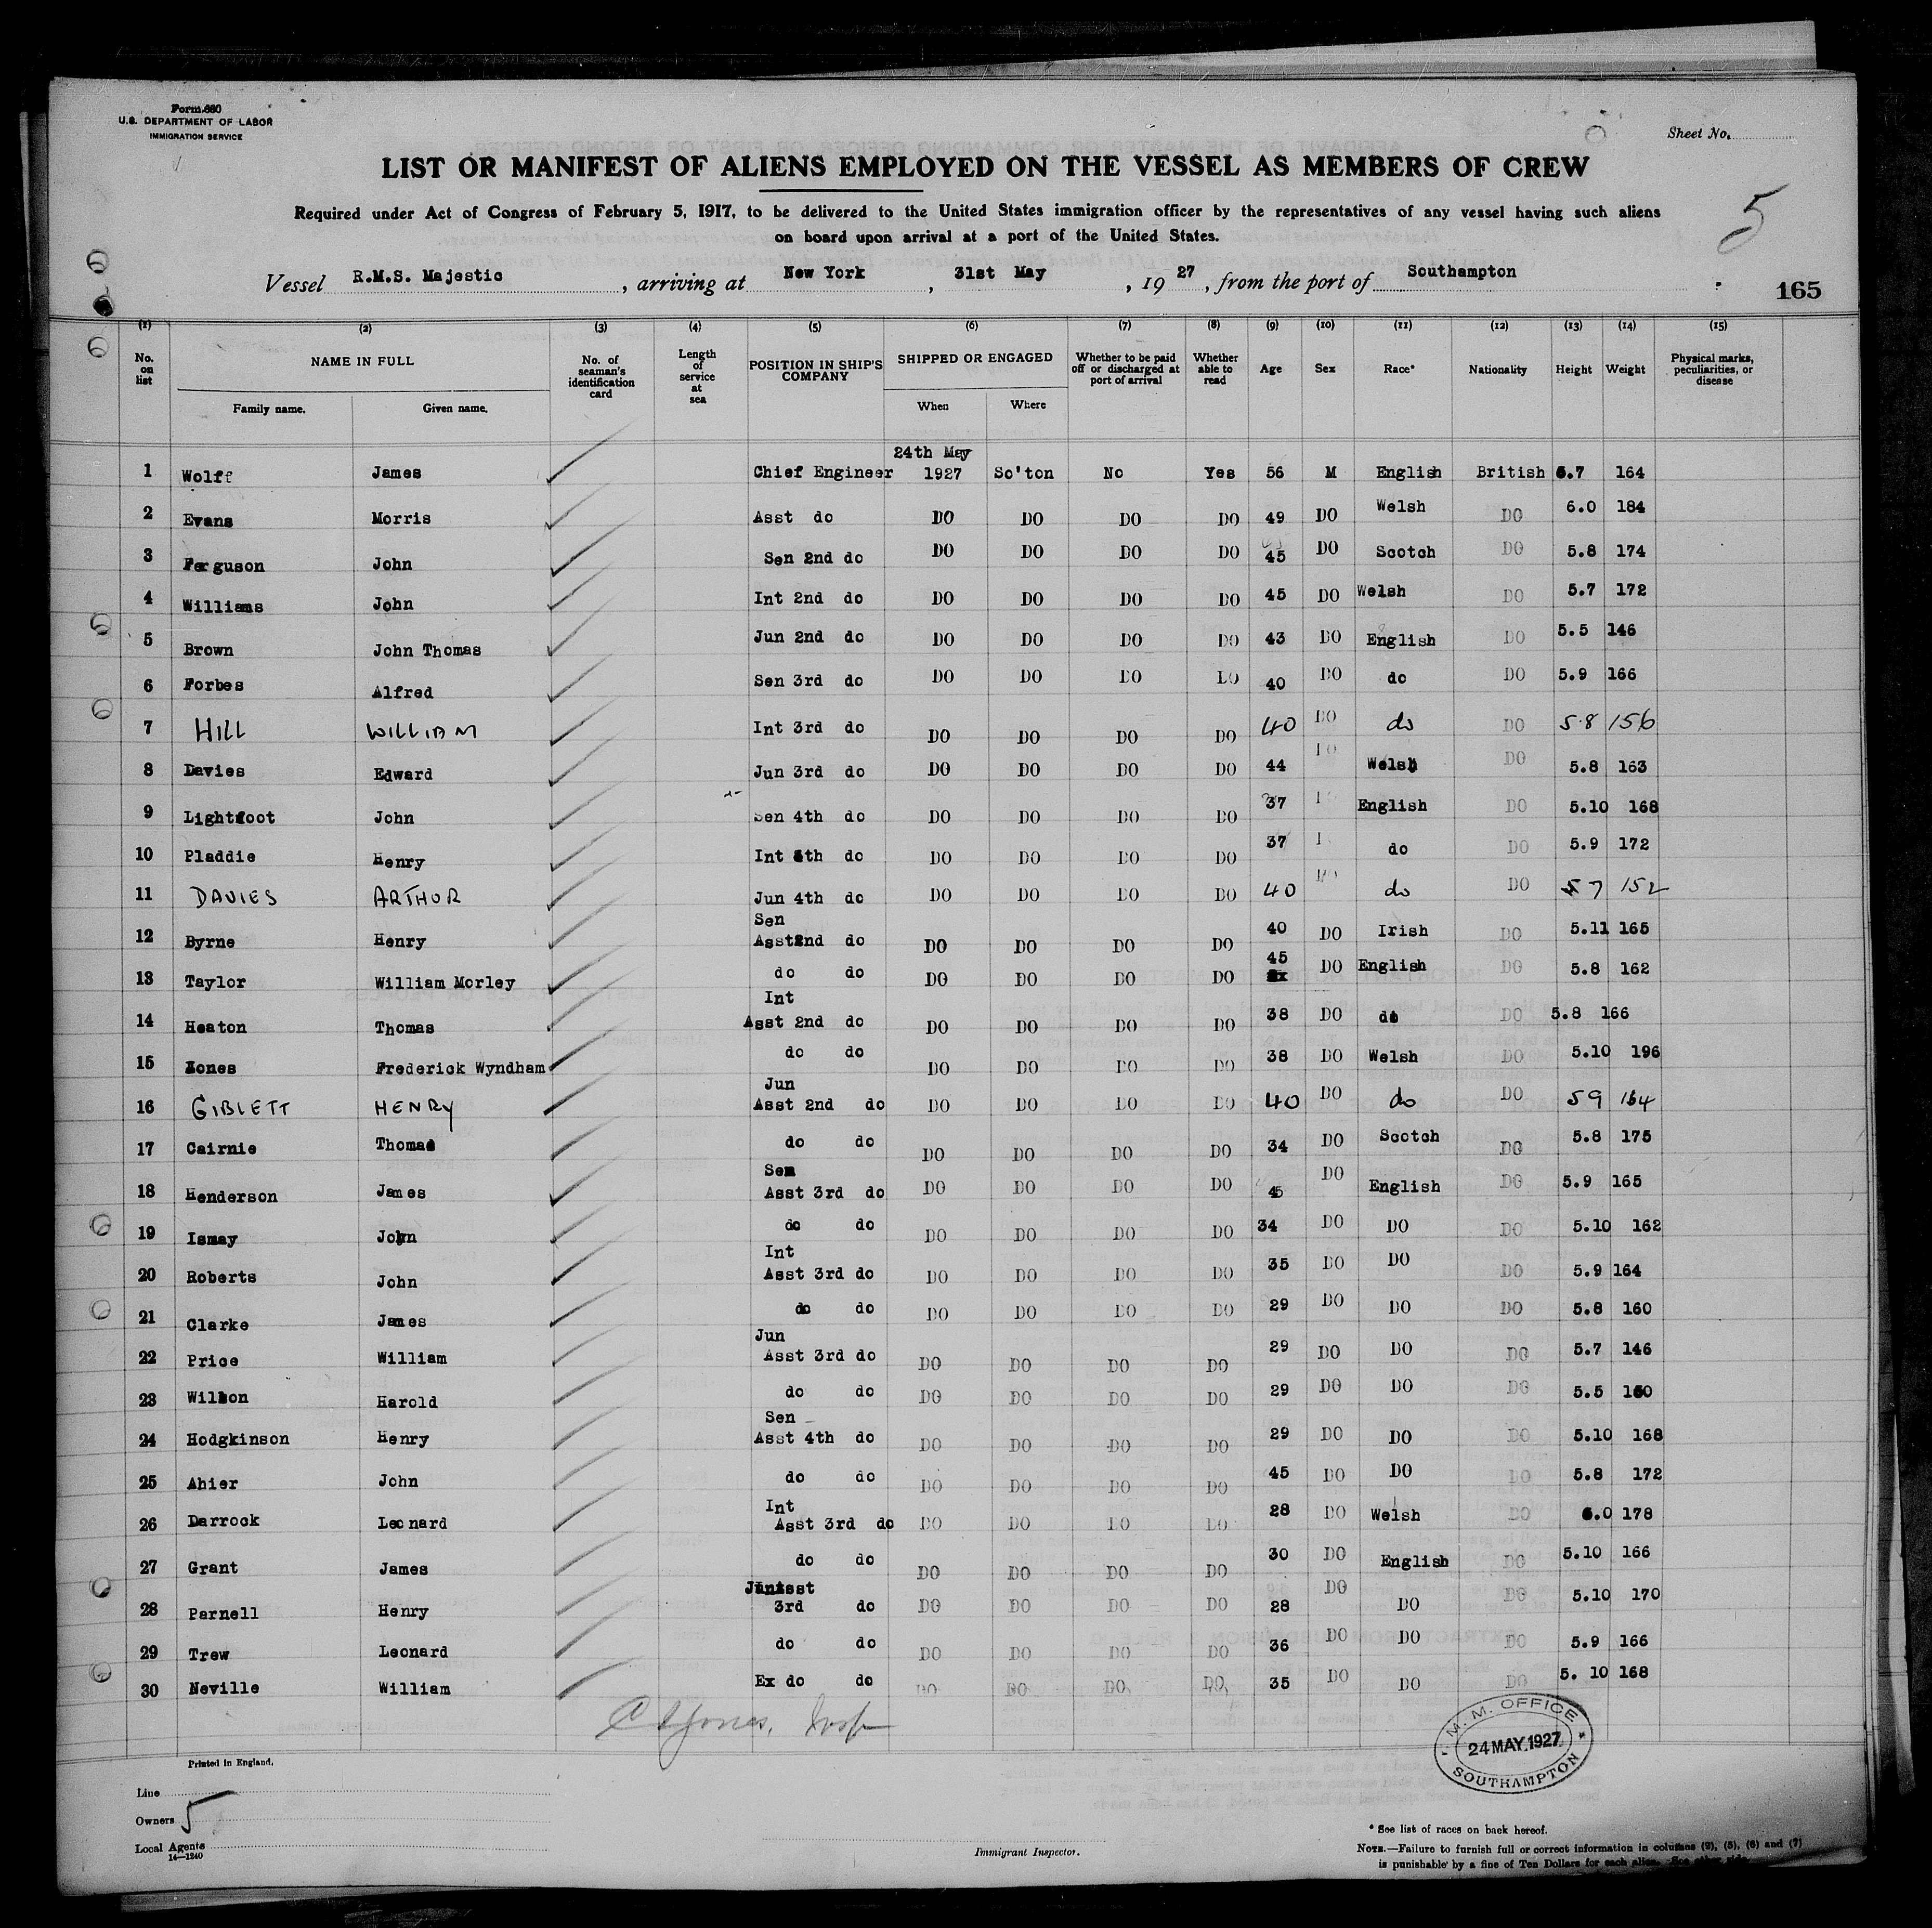 Form 680
U.S. DEPARTMENT OF LABOR
IMMIGRATION SERVICE
Sheet No.
LIST OR MANIFEST OF ALIENS EMPLOYED ON THE VESSEL AS MEMBERS OF CREW
Required under Act of Congress of February 5, 1917, to be delivered to the United States immigration officer by the representatives of any vessel having such aliens
on board upon arrival at a port of the United States.
5
Vessel R.M.S. Majestic, arriving at New York, 31st May, 1927, from the port of Southampton
165
(1) (2) (3) (4) (5) (6) (7) (8) (9) (10) (11) (12) (13) (14) (15)
No. on list NAME IN FULL No. of seaman's identification card Length of service at sea POSITION IN SHIP'S COMPANY SHIPPED OR ENGAGED Whether to be paid off or discharged at port of arrival Whether able to read Age Sex Race* Nationality Height Weight Physical marks, peculiarities, or disease
Family name. Given name. When Where
24th May
1 Wolff James Chief Engineer 1927 So'ton No Yes 56 M English British 5.7 164
2 Evans Morris Asst do DO DO DO DO 49 DO Welsh DO 6.0 184
3 Ferguson John Sen 2nd do DO DO DO DO 45 DO Scotch DO 5.8 174
4 Williams John Int 2nd do DO DO DO DO 45 DO Welsh DO 5.7 172
5 Brown John Thomas Jun 2nd do DO DO DO DO 43 DO English DO 5.5 146
6 Forbes Alfred Sen 3rd do DO DO DO DO 40 DO do DO 5.9 166
7 HILL WILLIAM Int 3rd do DO DO DO DO 40 DO do DO 5.8 156
8 Davies Edward Jun 3rd do DO DO DO DO 44 DO Welsh DO 5.8 163
9 Lightfoot John Sen 4th do DO DO DO DO 37 English DO 5.10 168
10 Pladdie Henry Int 4th do DO DO DO DO 37 do DO 5.9 172
11 DAVIES ARTHUR Jun 4th do DO DO DO DO 40 DO do DO 5 7 152
Sen
12 Byrne Henry Asst 2nd do DO DO DO DO 40 DO Irish DO 5.11 165
13 Taylor William Morley do do DO DO DO DO 45 DO English DO 5.8 162
Int
14 Heaton Thomas Asst 2nd do DO DO DO DO 38 DO do DO 5.8 166
15 Jones Frederick Wyndham do do DO DO DO DO 38 DO Welsh DO 5.10 196
Jun
16 GIBLETT HENRY Asst 2nd do DO DO DO DO 40 DO do DO 5 9 164
17 Cairnie Thomas do do DO DO DO DO 34 DO Scotch DO 5.8 175
Sen
18 Henderson James Asst 3rd do DO DO DO DO 45 DO English DO 5.9 165
19 Ismay John do do DO DO DO DO 34 DO DO DO 5.10 162
Int
20 Roberts John Asst 3rd do DO DO DO DO 35 DO DO DO 5.9 164
21 Clarke James do do DO DO DO DO 29 DO DO DO 5.8 160
Jun
22 Price William Asst 3rd do DO DO DO DO 29 DO DO DO 5.7 146
23 Wilson Harold do do DO DO DO DO 29 DO DO DO 5.5 150
Sen
24 Hodgkinson Henry Asst 4th do DO DO DO DO 29 DO DO DO 5.10 168
25 Ahier John do do DO DO DO DO 45 DO DO DO 5.8 172
Int
26 Darrock Leonard Asst 3rd do DO DO DO DO 28 DO Welsh DO 6.0 178
27 Grant James do do DO DO DO DO 30 DO English DO 5.10 166
28 Parnell Henry 3rd do DO DO DO DO 28 DO DO DO 5.10 170
29 Trew Leonard do do DO DO DO DO 36 DO DO DO 5.9 166
30 Neville William Ex do do DO DO DO DO 35 DO DO DO 5. 10 168
Jones, Insp
M.M. OFFICE
24 MAY.1927
SOUTHAMPTON
Printed in England.
Line
Owners 5
Local Agents
14—1240
Immigrant Inspector.
* See list of races on back hereof.
NOTE.—Failure to furnish full or correct information in columns (2), (5), (6) and (7)
is punishable by a fine of Ten Dollars for each alien. See other side.